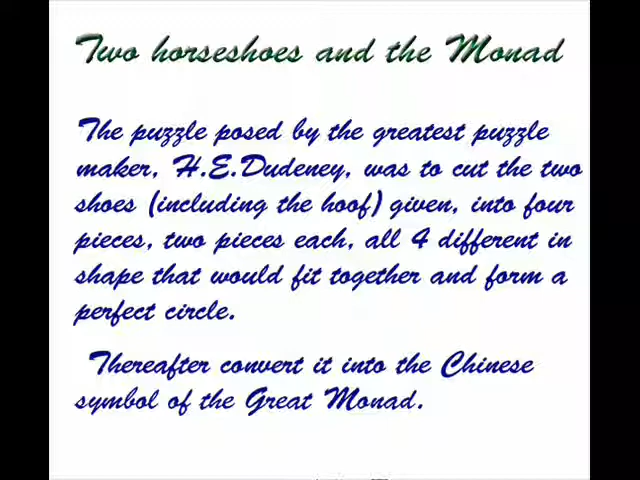 Two horseshoes and the Monad
The puzzle posed by the greatest puzzle
maker, H.E.Dudeney, was to cut the two
shoes (including the hoof) given, into four
pieces, two pieces each, all 4 different in
shape that would fit together and form a
perfect circle.
Thereafter convert it into the Chinese
symbol of the Great Monad.